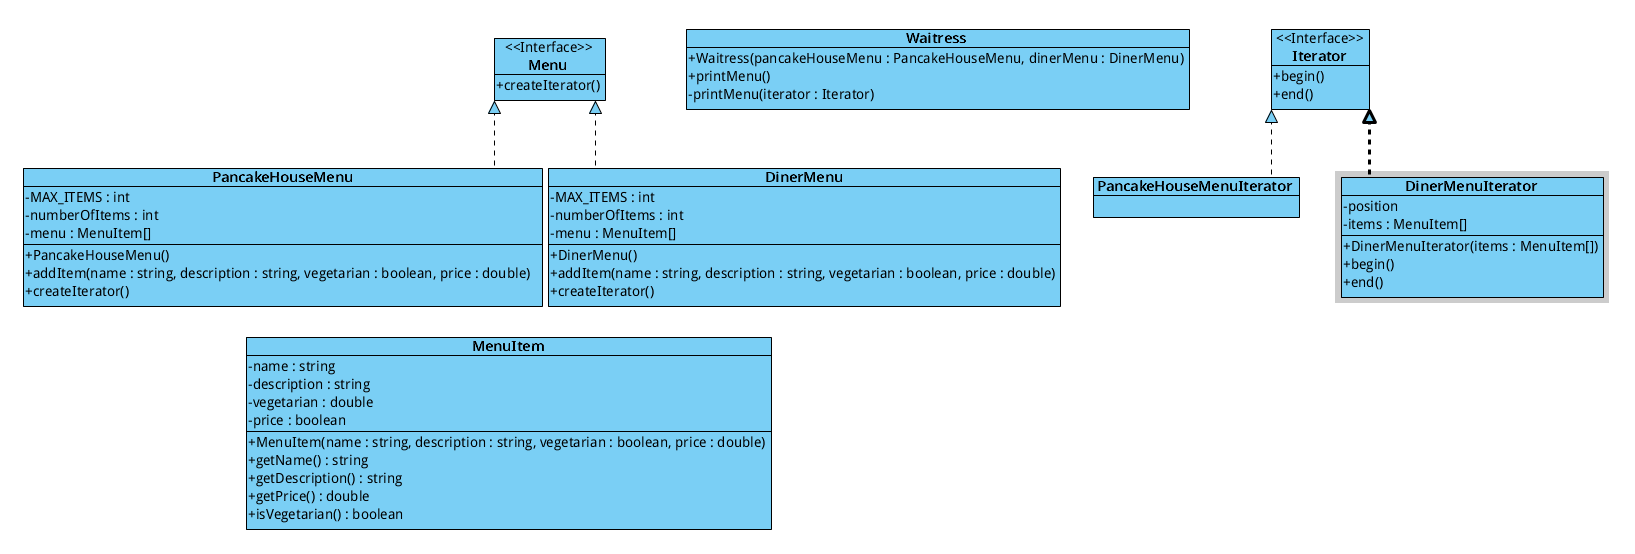 <<Interface>>
Menu
+createIterator()
Waitress
+Waitress(pancakeHouseMenu : PancakeHouseMenu, dinerMenu : DinerMenu)
+printMenu()
-printMenu(iterator : Iterator)
<<Interface>>
Iterator
+begin()
+end()
PancakeHouseMenu
-MAX_ITEMS : int
-numberOfItems : int
-menu : MenuItem[]
+PancakeHouseMenu()
+addItem(name : string, description : string, vegetarian : boolean, price : double)
+createIterator()
DinerMenu
-MAX_ITEMS : int
-numberOfItems : int
-menu : MenuItem[]
+DinerMenu()
+addItem(name : string, description : string, vegetarian : boolean, price : double)
+createIterator()
PancakeHouseMenuIterator
DinerMenuIterator
-position
-items : MenuItem[]
+DinerMenuIterator(items : MenuItem[])
+begin()
+end()
MenuItem
-name : string
-description : string
-vegetarian : double
-price : boolean
+MenuItem(name : string, description : string, vegetarian : boolean, price : double)
+getName() : string
+getDescription() : string
+getPrice() : double
+isVegetarian() : boolean